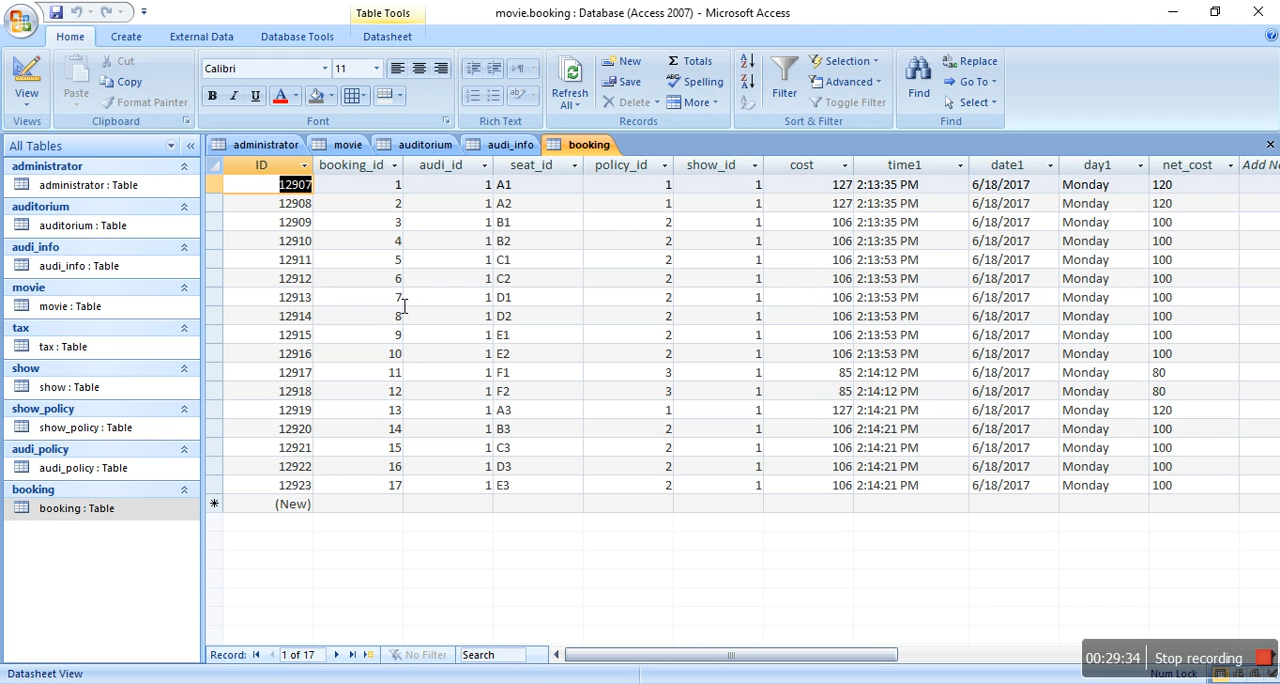 Table Tools
movie.booking : Database (Access 2007) - Microsoft Access
Home Create External Data Database Tools Datasheet
View
Views
Paste
Cut
Copy
Format Painter
Clipboard
Calibri 11
B I U A
Font
Rich Text
Refresh All
New
Save
Delete
Totals
Spelling
More
Records
Filter
Selection
Advanced
Toggle Filter
Sort & Filter
Find
Replace
Go To
Select
Find
All Tables
administrator
administrator : Table
auditorium
auditorium : Table
audi_info
audi_info : Table
movie
movie : Table
tax
tax : Table
show
show : Table
show_policy
show_policy : Table
audi_policy
audi_policy : Table
booking
booking : Table
administrator movie auditorium audi_info booking
ID booking_id audi_id seat_id policy_id show_id cost time1 date1 day1 net_cost Add Ne
12907 1 1 A1 1 1 127 2:13:35 PM 6/18/2017 Monday 120
12908 2 1 A2 1 1 127 2:13:35 PM 6/18/2017 Monday 120
12909 3 1 B1 2 1 106 2:13:35 PM 6/18/2017 Monday 100
12910 4 1 B2 2 1 106 2:13:35 PM 6/18/2017 Monday 100
12911 5 1 C1 2 1 106 2:13:53 PM 6/18/2017 Monday 100
12912 6 1 C2 2 1 106 2:13:53 PM 6/18/2017 Monday 100
12913 7 1 D1 2 1 106 2:13:53 PM 6/18/2017 Monday 100
12914 8 1 D2 2 1 106 2:13:53 PM 6/18/2017 Monday 100
12915 9 1 E1 2 1 106 2:13:53 PM 6/18/2017 Monday 100
12916 10 1 E2 2 1 106 2:13:53 PM 6/18/2017 Monday 100
12917 11 1 F1 3 1 85 2:14:12 PM 6/18/2017 Monday 80
12918 12 1 F2 3 1 85 2:14:12 PM 6/18/2017 Monday 80
12919 13 1 A3 1 1 127 2:14:21 PM 6/18/2017 Monday 120
12920 14 1 B3 2 1 106 2:14:21 PM 6/18/2017 Monday 100
12921 15 1 C3 2 1 106 2:14:21 PM 6/18/2017 Monday 100
12922 16 1 D3 2 1 106 2:14:21 PM 6/18/2017 Monday 100
12923 17 1 E3 2 1 106 2:14:21 PM 6/18/2017 Monday 100
(New)
Record: 1 of 17 No Filter Search
00:29:34 Stop recording
Datasheet View
Num Lock